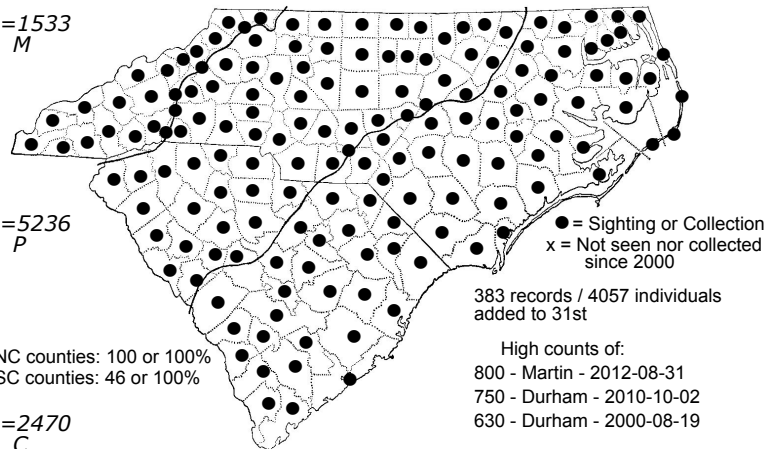 =1533
M
=5236
P
● = Sighting or Collection
x = Not seen nor collected
since 2000
383 records / 4057 individuals
added to 31st
NC counties: 100 or 100%
SC counties: 46 or 100%
High counts of:
800 - Martin - 2012-08-31
750 - Durham - 2010-10-02
630 - Durham - 2000-08-19
=2470
C